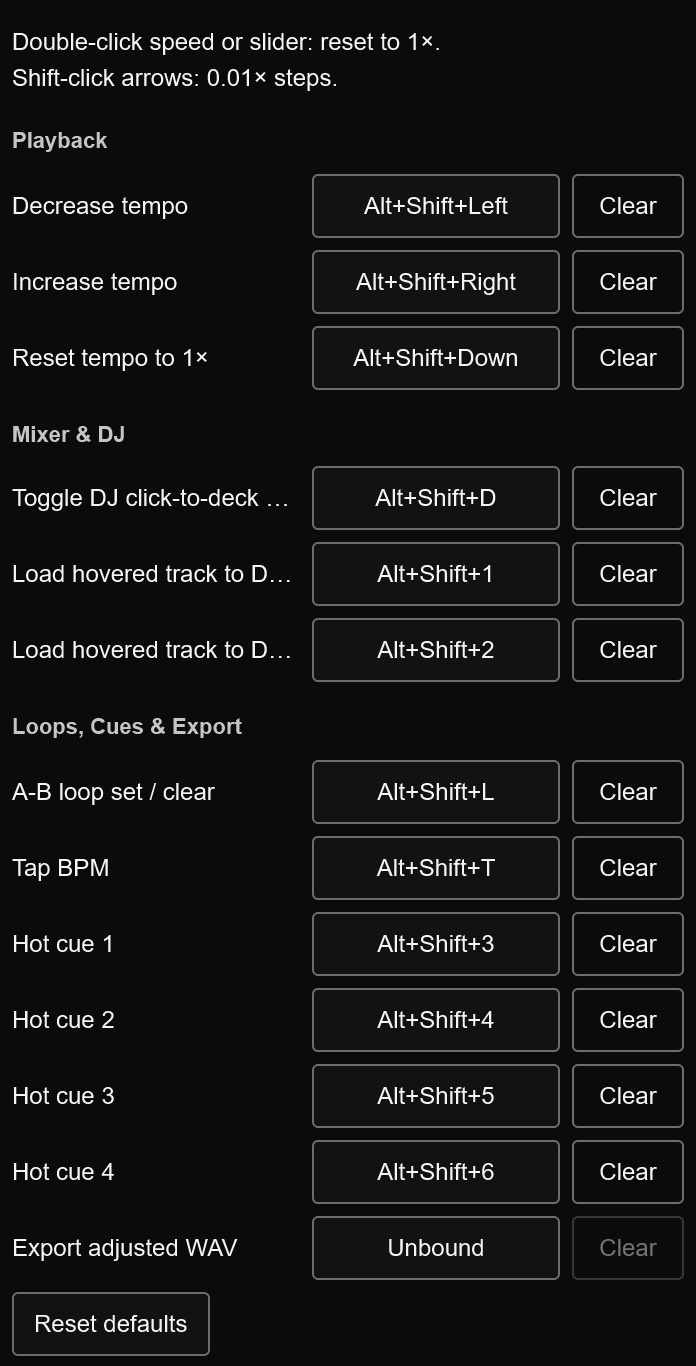 Double-click speed or slider: reset to 1×.
Shift-click arrows: 0.01× steps.
Playback
Decrease tempo Alt+Shift+Left Clear
Increase tempo Alt+Shift+Right Clear
Reset tempo to 1× Alt+Shift+Down Clear
Mixer & DJ
Toggle DJ click-to-deck … Alt+Shift+D Clear
Load hovered track to D… Alt+Shift+1 Clear
Load hovered track to D… Alt+Shift+2 Clear
Loops, Cues & Export
A-B loop set / clear Alt+Shift+L Clear
Tap BPM Alt+Shift+T Clear
Hot cue 1 Alt+Shift+3 Clear
Hot cue 2 Alt+Shift+4 Clear
Hot cue 3 Alt+Shift+5 Clear
Hot cue 4 Alt+Shift+6 Clear
Export adjusted WAV Unbound Clear
Reset defaults